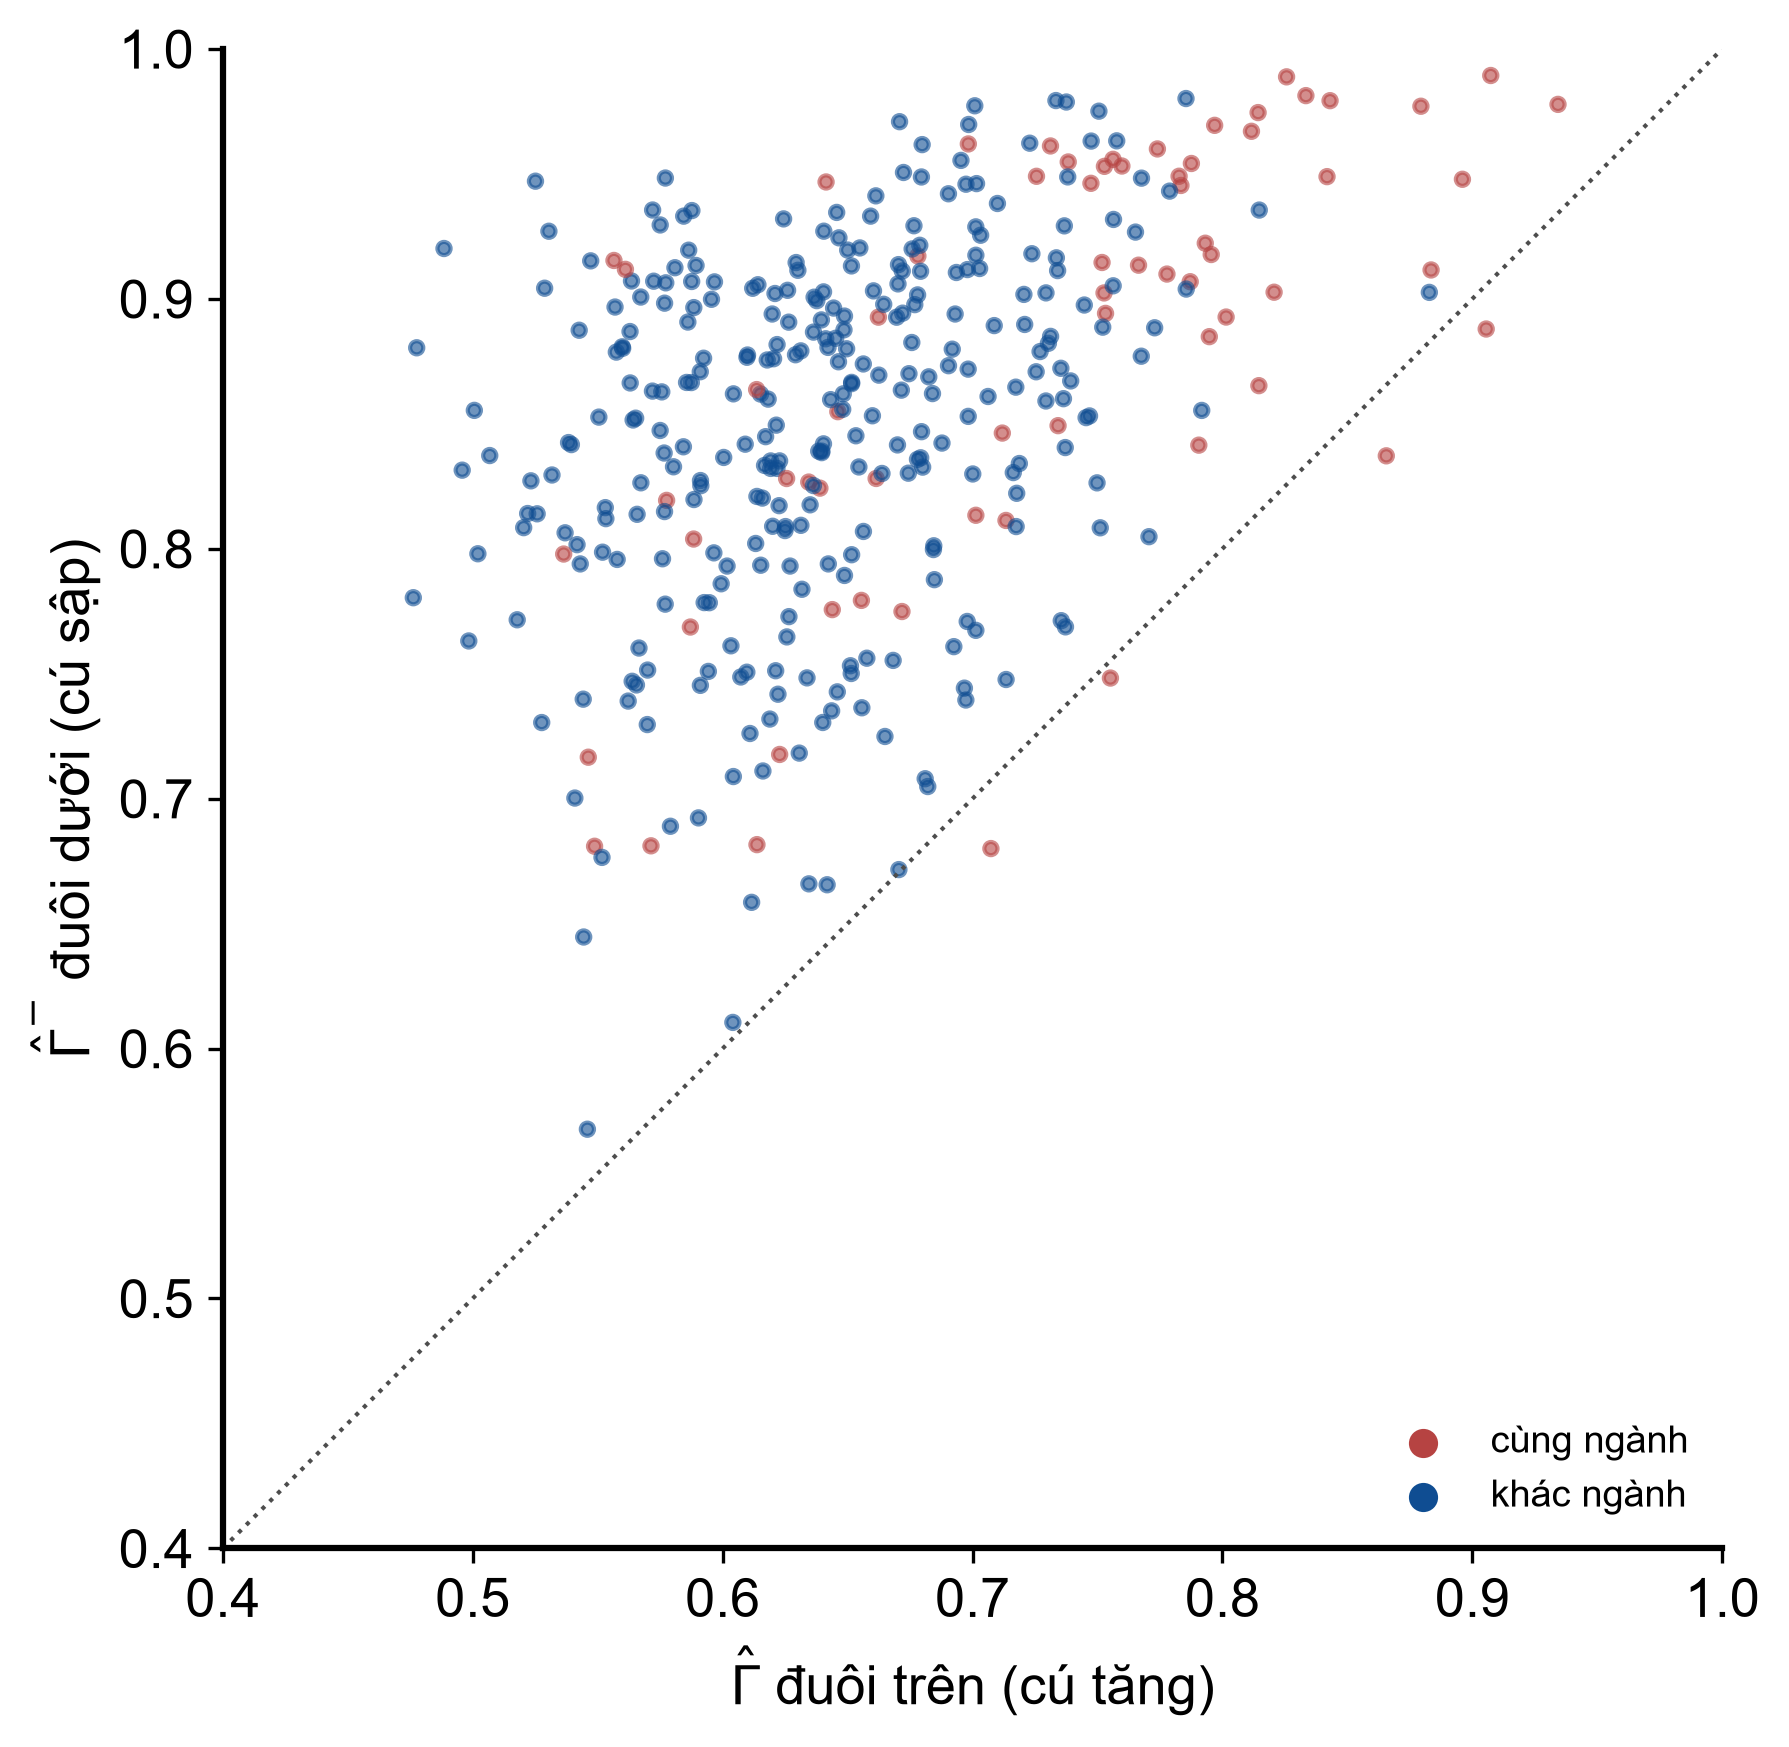 1.0
0.9
0.8
0.7
0.6
0.5
0.4
Γ̂⁻ đuôi dưới (cú sập)
cùng ngành
khác ngành
0.4 0.5 0.6 0.7 0.8 0.9 1.0
Γ̂ đuôi trên (cú tăng)